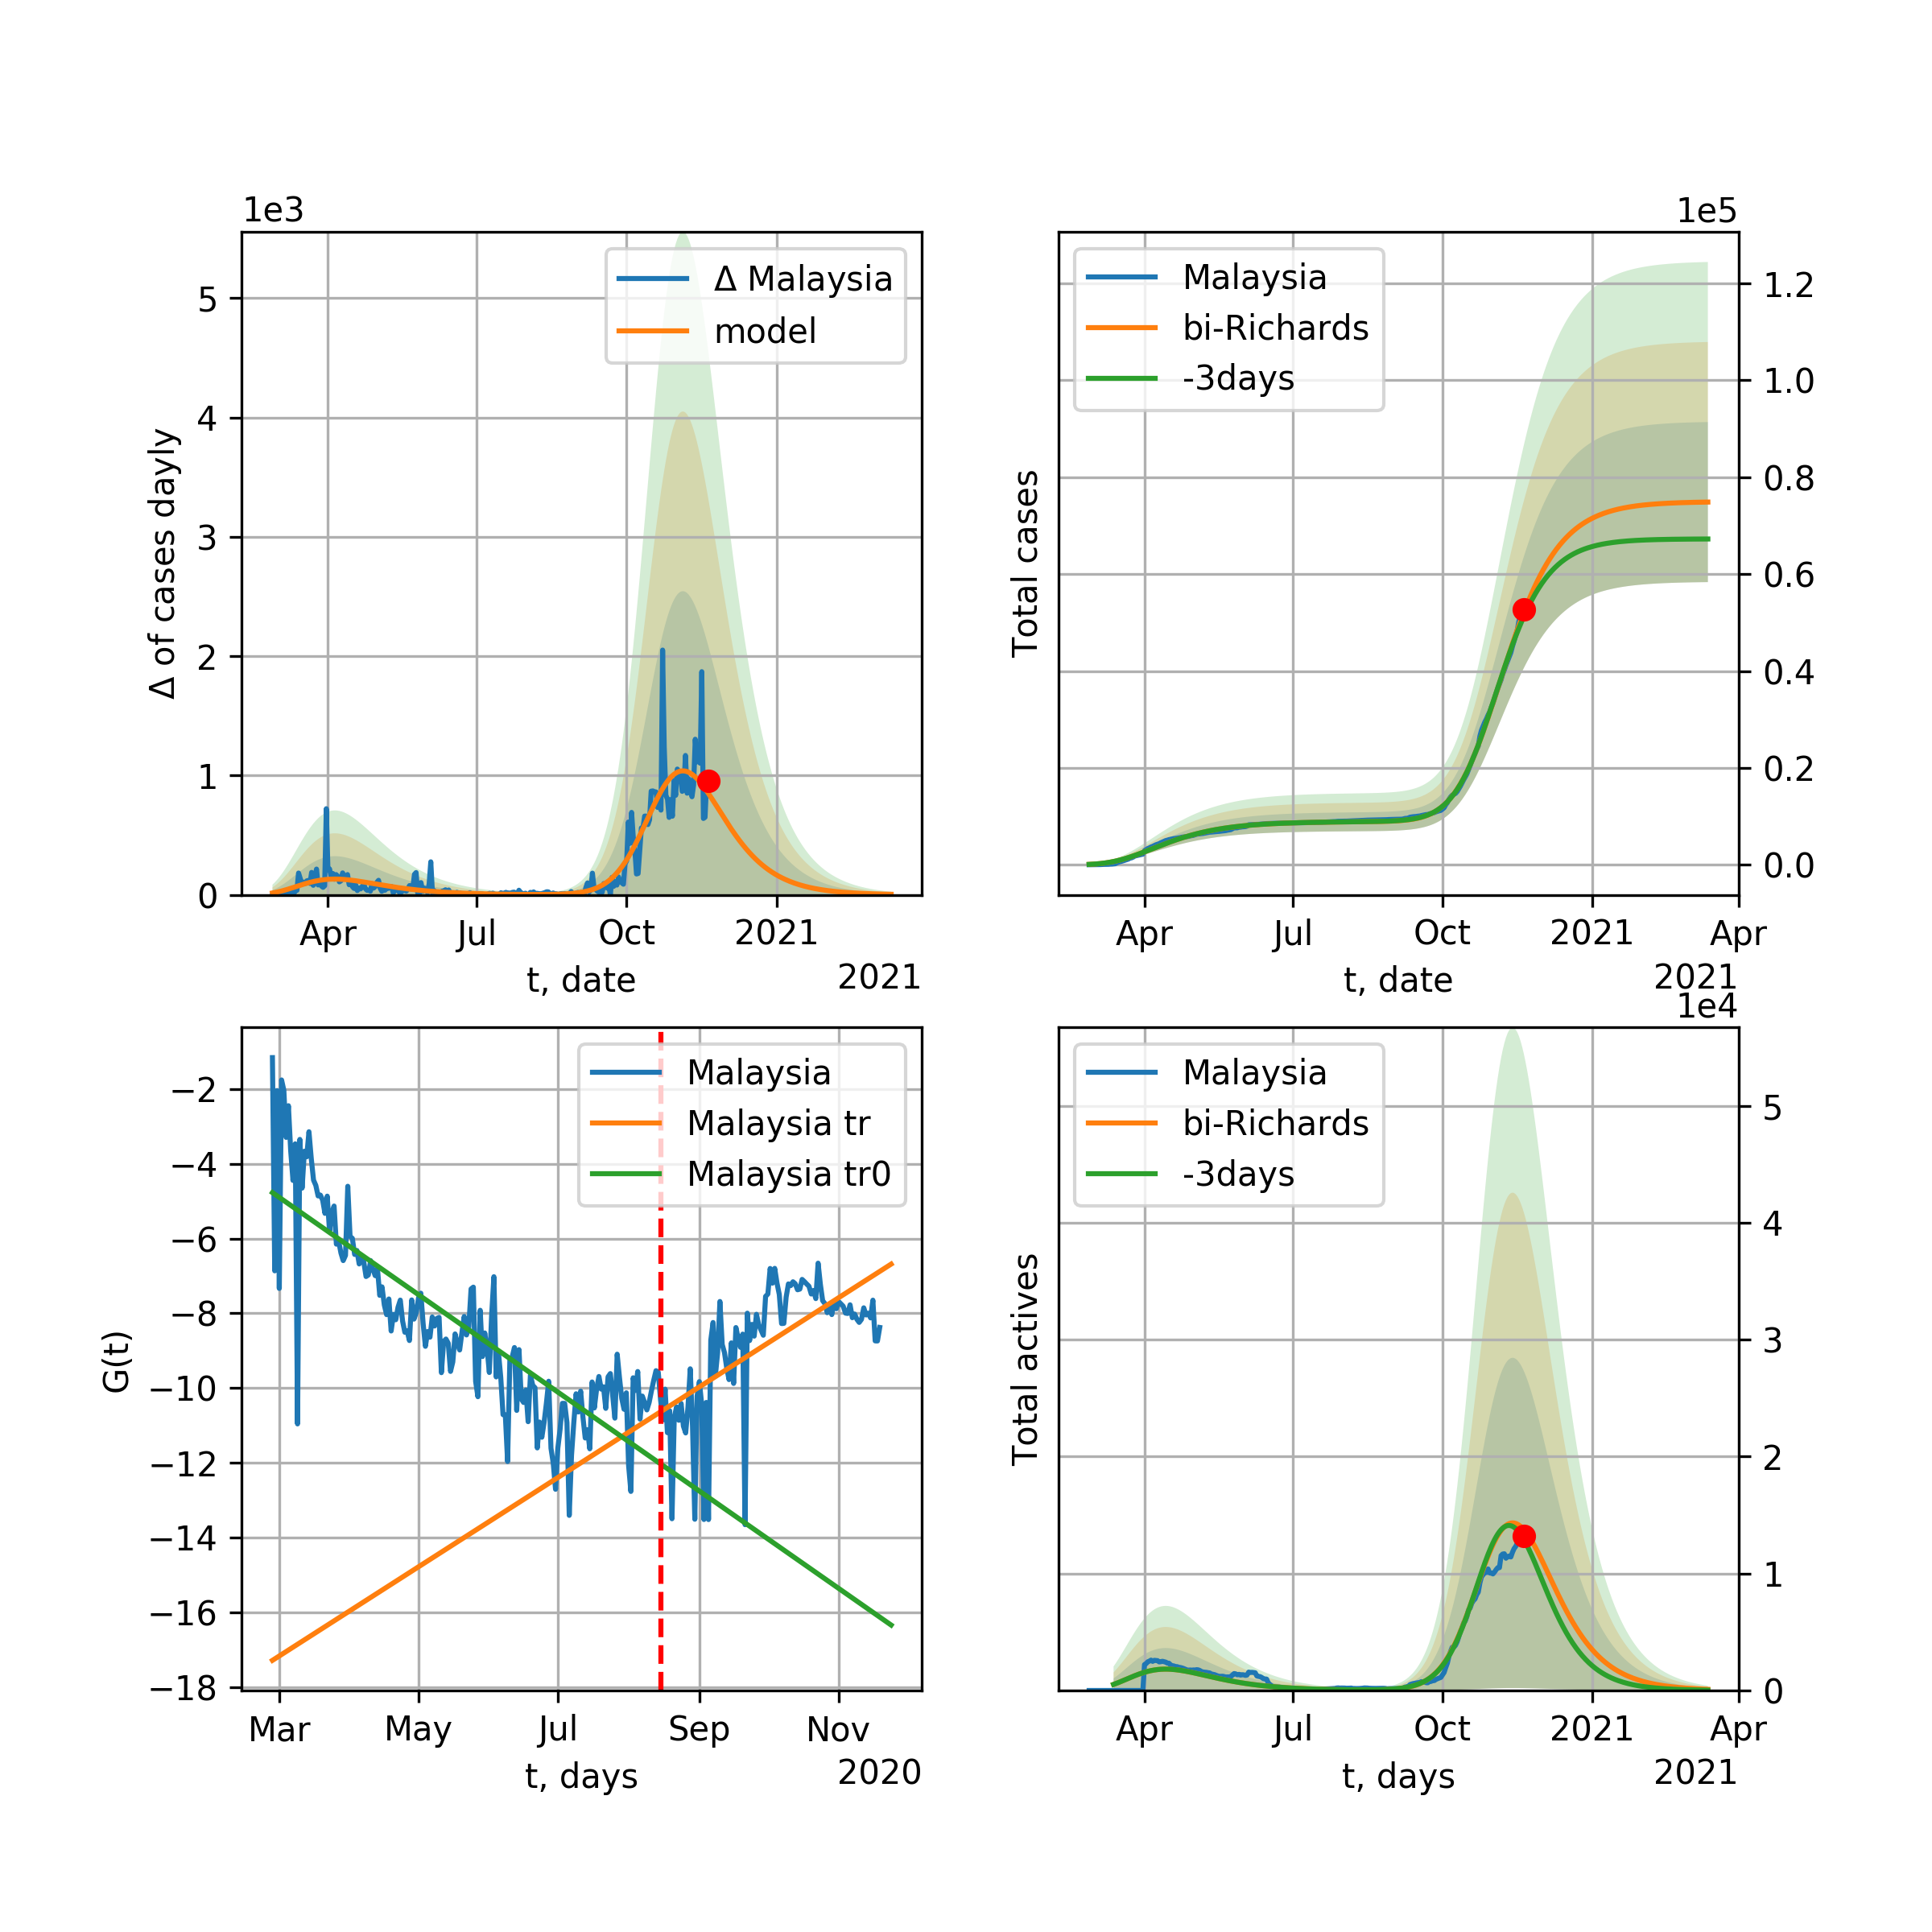 1e3
Δ of cases dayly
5
4
3
2
1
0
Δ Malaysia
model
Apr Jul Oct 2021
t, date
2021
1e5
Total cases
Malaysia
bi-Richards
-3days
1.2
1.0
0.8
0.6
0.4
0.2
0.0
Apr Jul Oct 2021 Apr
t, date
2021
G(t)
−2
−4
−6
−8
−10
−12
−14
−16
−18
Malaysia
Malaysia tr
Malaysia tr0
Mar May Jul Sep Nov
t, days
2020
1e4
Total actives
Malaysia
bi-Richards
-3days
5
4
3
2
1
0
Apr Jul Oct 2021 Apr
t, days
2021